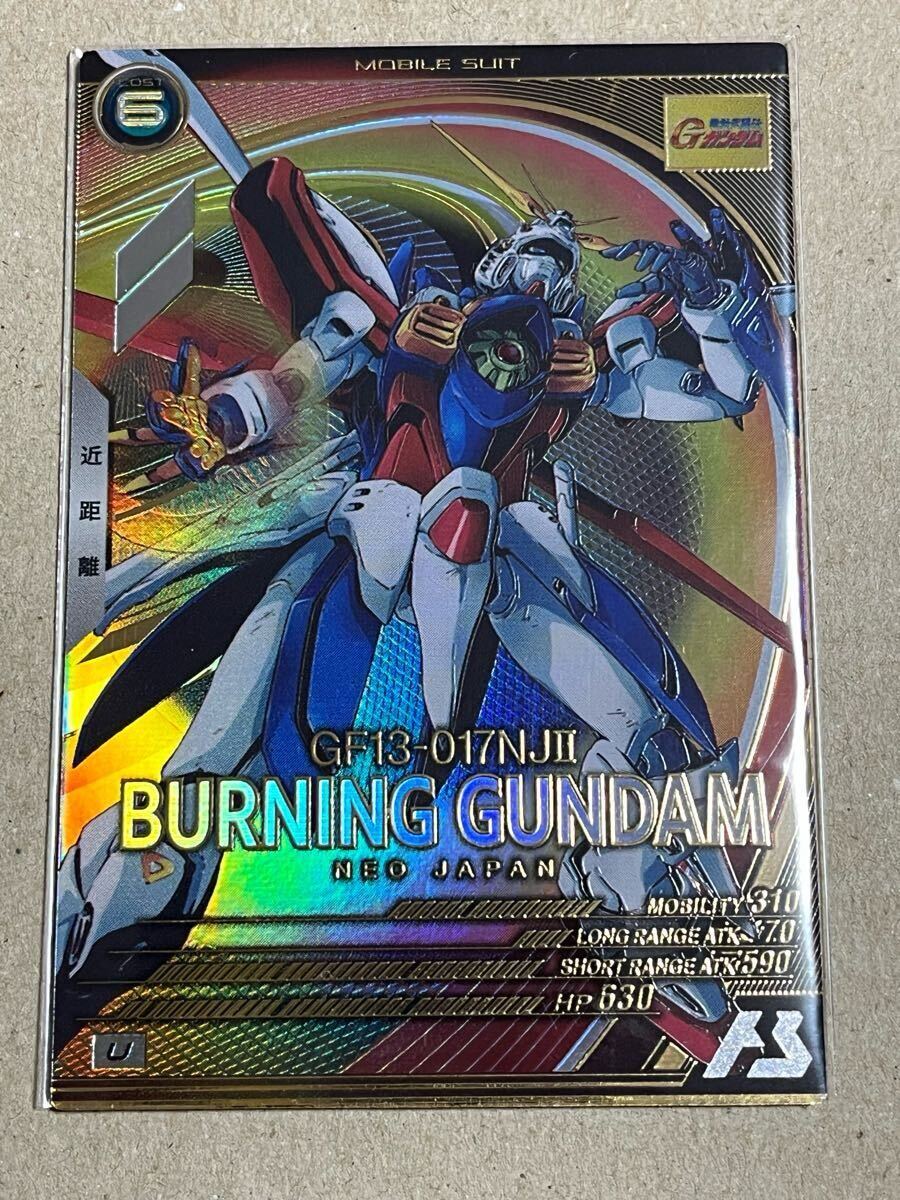 MOBILE SUIT
COST
6
機動武闘伝
Gガンダム
近距離
GF13-017NJII
BURNING GUNDAM
NEO JAPAN
MOBILITY 310
LONG RANGE ATK 70
SHORT RANGE ATK 590
HP 630
U
AB